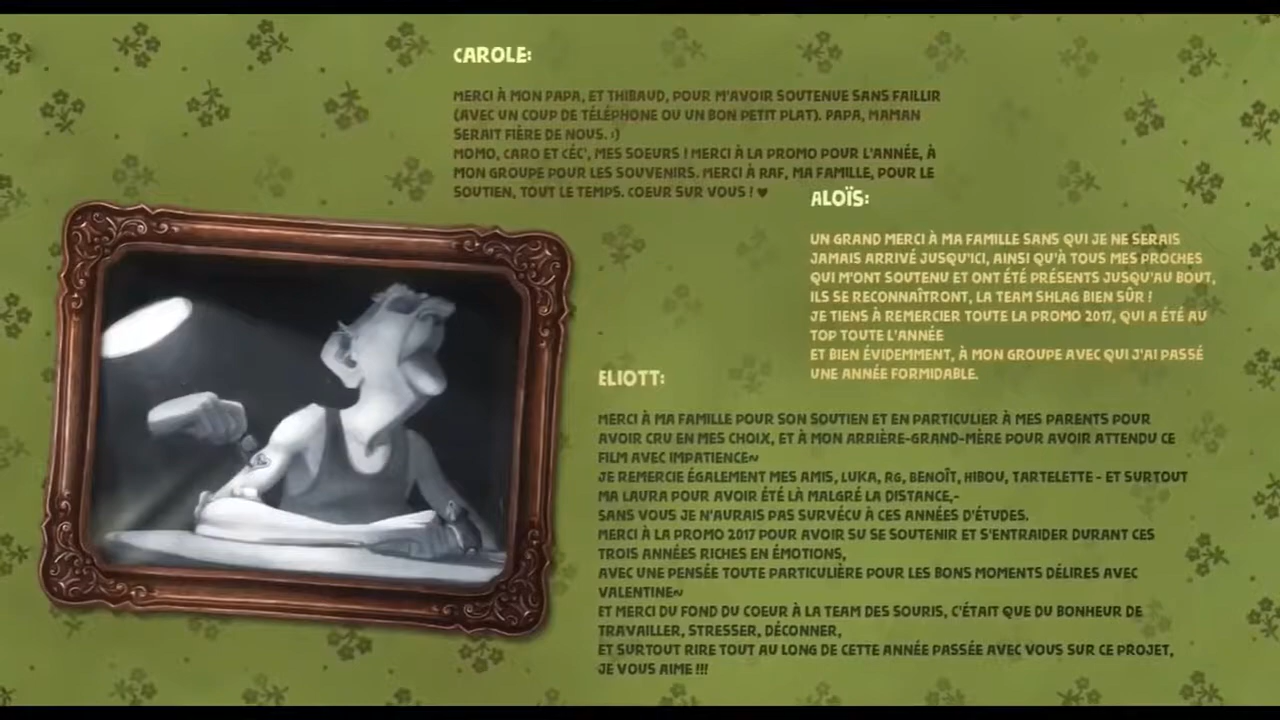 CAROLE:
MERCI À MON PAPA, ET THIBAUD, POUR M'AVOIR SOUTENUE SANS FAILLIR
(AVEC UN COUP DE TÉLÉPHONE OU UN BON PETIT PLAT). PAPA, MAMAN
SERAIT FIÈRE DE NOUS. :)
MOMO, CARO ET CÉC', MES SOEURS ! MERCI À LA PROMO POUR L'ANNÉE, À
MON GROUPE POUR LES SOUVENIRS. MERCI À RAF, MA FAMILLE, POUR LE
SOUTIEN, TOUT LE TEMPS. COEUR SUR VOUS ! ♥
ALOÏS:
UN GRAND MERCI À MA FAMILLE SANS QUI JE NE SERAIS
JAMAIS ARRIVÉ JUSQU'ICI, AINSI QU'À TOUS MES PROCHES
QUI M'ONT SOUTENU ET ONT ÉTÉ PRÉSENTS JUSQU'AU BOUT,
ILS SE RECONNAÎTRONT, LA TEAM SHLAG BIEN SÛR !
JE TIENS À REMERCIER TOUTE LA PROMO 2017, QUI A ÉTÉ AU
TOP TOUTE L'ANNÉE
ET BIEN ÉVIDEMMENT, À MON GROUPE AVEC QUI J'AI PASSÉ
UNE ANNÉE FORMIDABLE.
ELIOTT:
MERCI À MA FAMILLE POUR SON SOUTIEN ET EN PARTICULIER À MES PARENTS POUR
AVOIR CRU EN MES CHOIX, ET À MON ARRIÈRE-GRAND-MÈRE POUR AVOIR ATTENDU CE
FILM AVEC IMPATIENCE~
JE REMERCIE ÉGALEMENT MES AMIS, LUKA, RG, BENOÎT, HIBOU, TARTELETTE - ET SURTOUT
MA LAURA POUR AVOIR ÉTÉ LÀ MALGRÉ LA DISTANCE,-
SANS VOUS JE N'AURAIS PAS SURVÉCU À CES ANNÉES D'ÉTUDES.
MERCI À LA PROMO 2017 POUR AVOIR SU SE SOUTENIR ET S'ENTRAIDER DURANT CES
TROIS ANNÉES RICHES EN ÉMOTIONS,
AVEC UNE PENSÉE TOUTE PARTICULIÈRE POUR LES BONS MOMENTS DÉLIRES AVEC
VALENTINE~
ET MERCI DU FOND DU COEUR À LA TEAM DES SOURIS, C'ÉTAIT QUE DU BONHEUR DE
TRAVAILLER, STRESSER, DÉCONNER,
ET SURTOUT RIRE TOUT AU LONG DE CETTE ANNÉE PASSÉE AVEC VOUS SUR CE PROJET,
JE VOUS AIME !!!